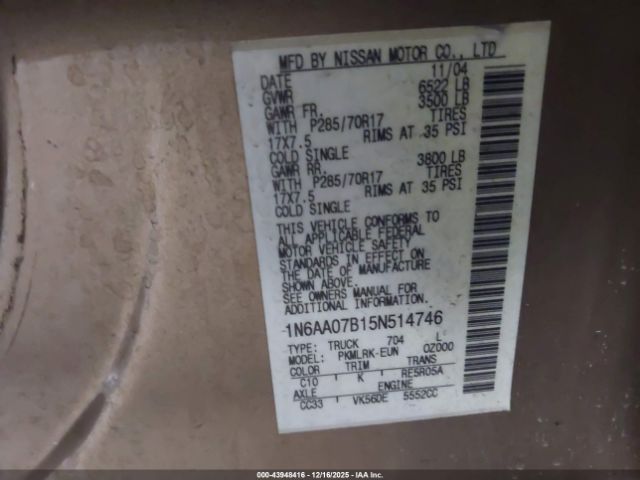 MFD BY NISSAN MOTOR CO., LTD
DATE 11/04
GVWR 6522 LB
GAWR FR. 3500 LB
WITH P285/70R17 TIRES
17X7.5 RIMS AT 35 PSI
COLD SINGLE
GAWR RR. 3800 LB
WITH P285/70R17 TIRES
17X7.5 RIMS AT 35 PSI
COLD SINGLE
THIS VEHICLE CONFORMS TO
ALL APPLICABLE FEDERAL
MOTOR VEHICLE SAFETY
STANDARDS IN EFFECT ON
THE DATE OF MANUFACTURE
SHOWN ABOVE.
SEE OWNERS MANUAL FOR
ADDITIONAL INFORMATION.
1N6AA07B15N514746
TYPE: TRUCK 704 L
MODEL: PKMLRK-EUN OZ000
COLOR TRIM TRANS
C10 K RE5R05A
AXLE ENGINE
CC33 VK56DE 5552CC
000-43948416 - 12/16/2025 - IAA Inc.